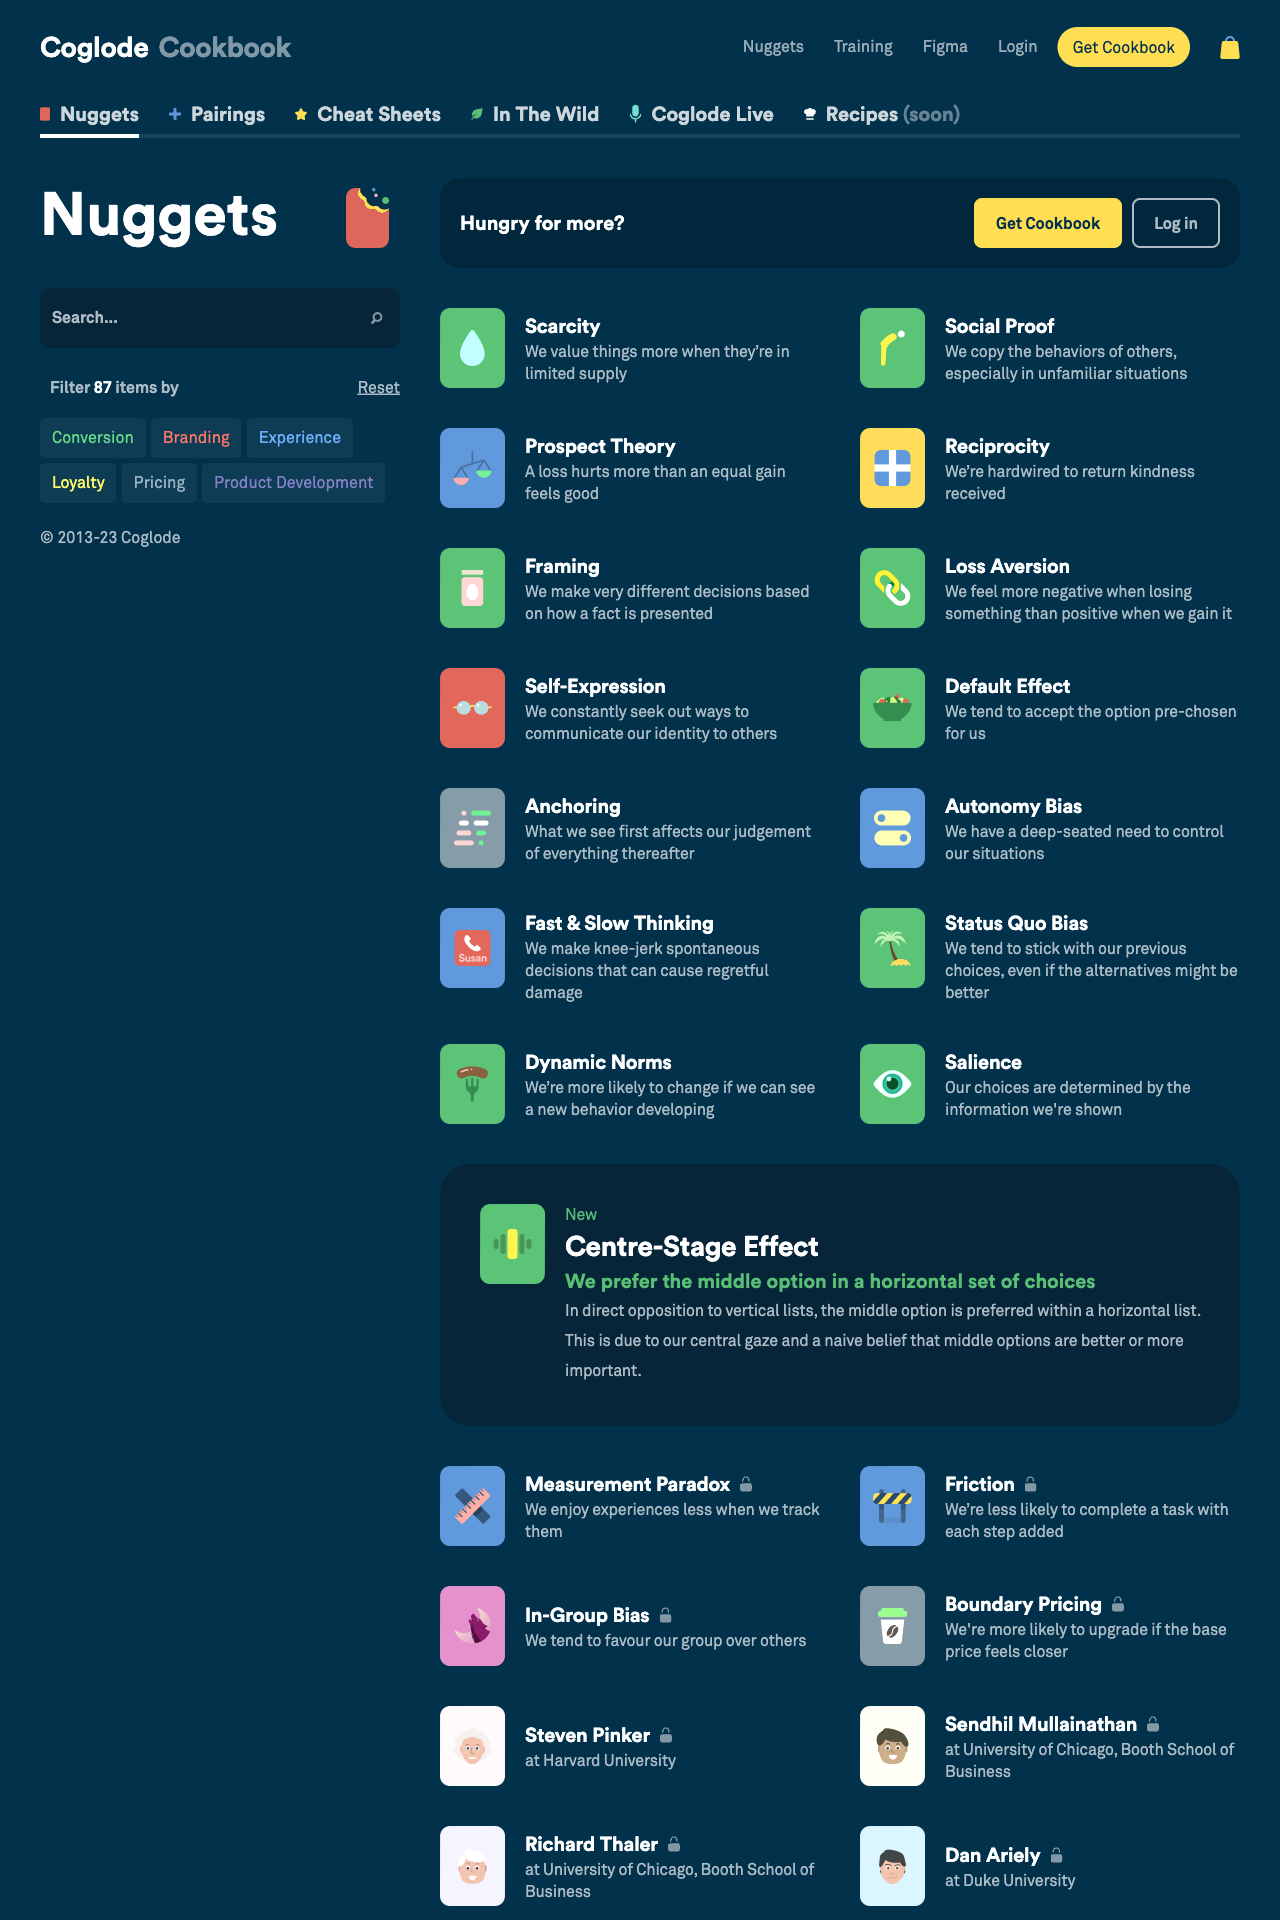 Coglode Cookbook
Nuggets Training Figma Login Get Cookbook
Nuggets Pairings Cheat Sheets In The Wild Coglode Live Recipes (soon)
Nuggets
Search...
Filter 87 items by Reset
Conversion Branding Experience
Loyalty Pricing Product Development
© 2013-23 Coglode
Hungry for more? Get Cookbook Log in
Scarcity
We value things more when they’re in
limited supply
Social Proof
We copy the behaviors of others,
especially in unfamiliar situations
Prospect Theory
A loss hurts more than an equal gain
feels good
Reciprocity
We’re hardwired to return kindness
received
Framing
We make very different decisions based
on how a fact is presented
Loss Aversion
We feel more negative when losing
something than positive when we gain it
Self-Expression
We constantly seek out ways to
communicate our identity to others
Default Effect
We tend to accept the option pre-chosen
for us
Anchoring
What we see first affects our judgement
of everything thereafter
Autonomy Bias
We have a deep-seated need to control
our situations
Susan
Fast & Slow Thinking
We make knee-jerk spontaneous
decisions that can cause regretful
damage
Status Quo Bias
We tend to stick with our previous
choices, even if the alternatives might be
better
Dynamic Norms
We’re more likely to change if we can see
a new behavior developing
Salience
Our choices are determined by the
information we're shown
New
Centre-Stage Effect
We prefer the middle option in a horizontal set of choices
In direct opposition to vertical lists, the middle option is preferred within a horizontal list.
This is due to our central gaze and a naive belief that middle options are better or more
important.
Measurement Paradox
We enjoy experiences less when we track
them
Friction
We’re less likely to complete a task with
each step added
In-Group Bias
We tend to favour our group over others
Boundary Pricing
We're more likely to upgrade if the base
price feels closer
Steven Pinker
at Harvard University
Sendhil Mullainathan
at University of Chicago, Booth School of
Business
Richard Thaler
at University of Chicago, Booth School of
Business
Dan Ariely
at Duke University